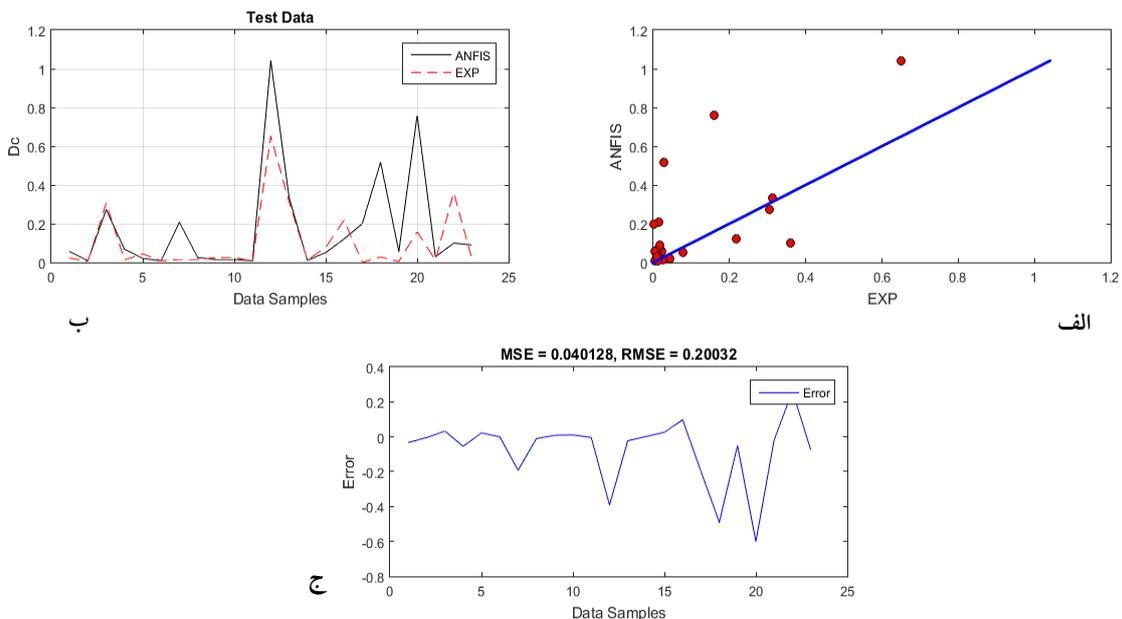 Test Data
1.2
1
0.8
0.6
0.4
0.2
0
Dc
ANFIS
EXP
0 5 10 15 20 25
Data Samples
ب
1.2
1
0.8
0.6
0.4
0.2
0
ANFIS
0 0.2 0.4 0.6 0.8 1 1.2
EXP
الف
MSE = 0.040128, RMSE = 0.20032
0.4
0.2
0
-0.2
-0.4
-0.6
-0.8
Error
Error
0 5 10 15 20 25
Data Samples
ج